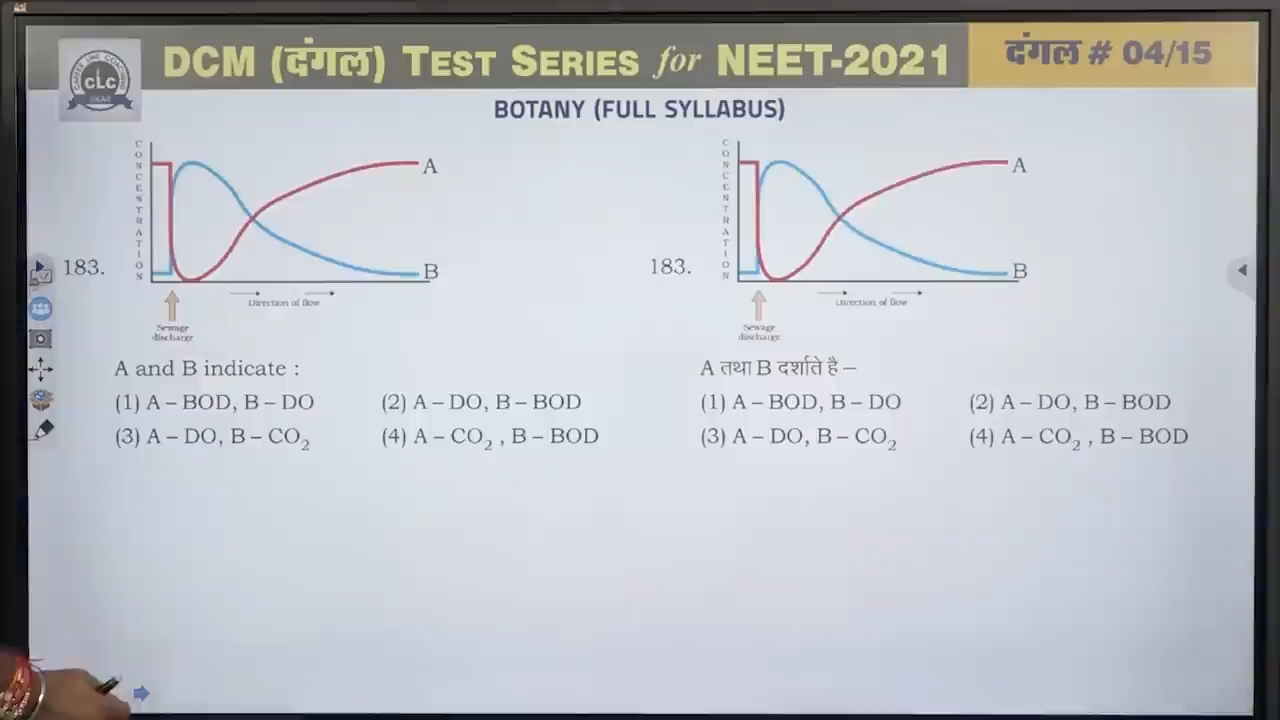 CLC
DCM (दंगल) TEST SERIES for NEET-2021
दंगल # 04/15
BOTANY (FULL SYLLABUS)
183.
CONCENTRATION
A
B
Direction of flow
Sewage
discharge
A and B indicate :
(1) A – BOD, B – DO (2) A – DO, B – BOD
(3) A – DO, B – CO₂ (4) A – CO₂ , B – BOD
183.
CONCENTRATION
A
B
Direction of flow
Sewage
discharge
A तथा B दर्शाते है –
(1) A – BOD, B – DO (2) A – DO, B – BOD
(3) A – DO, B – CO₂ (4) A – CO₂ , B – BOD